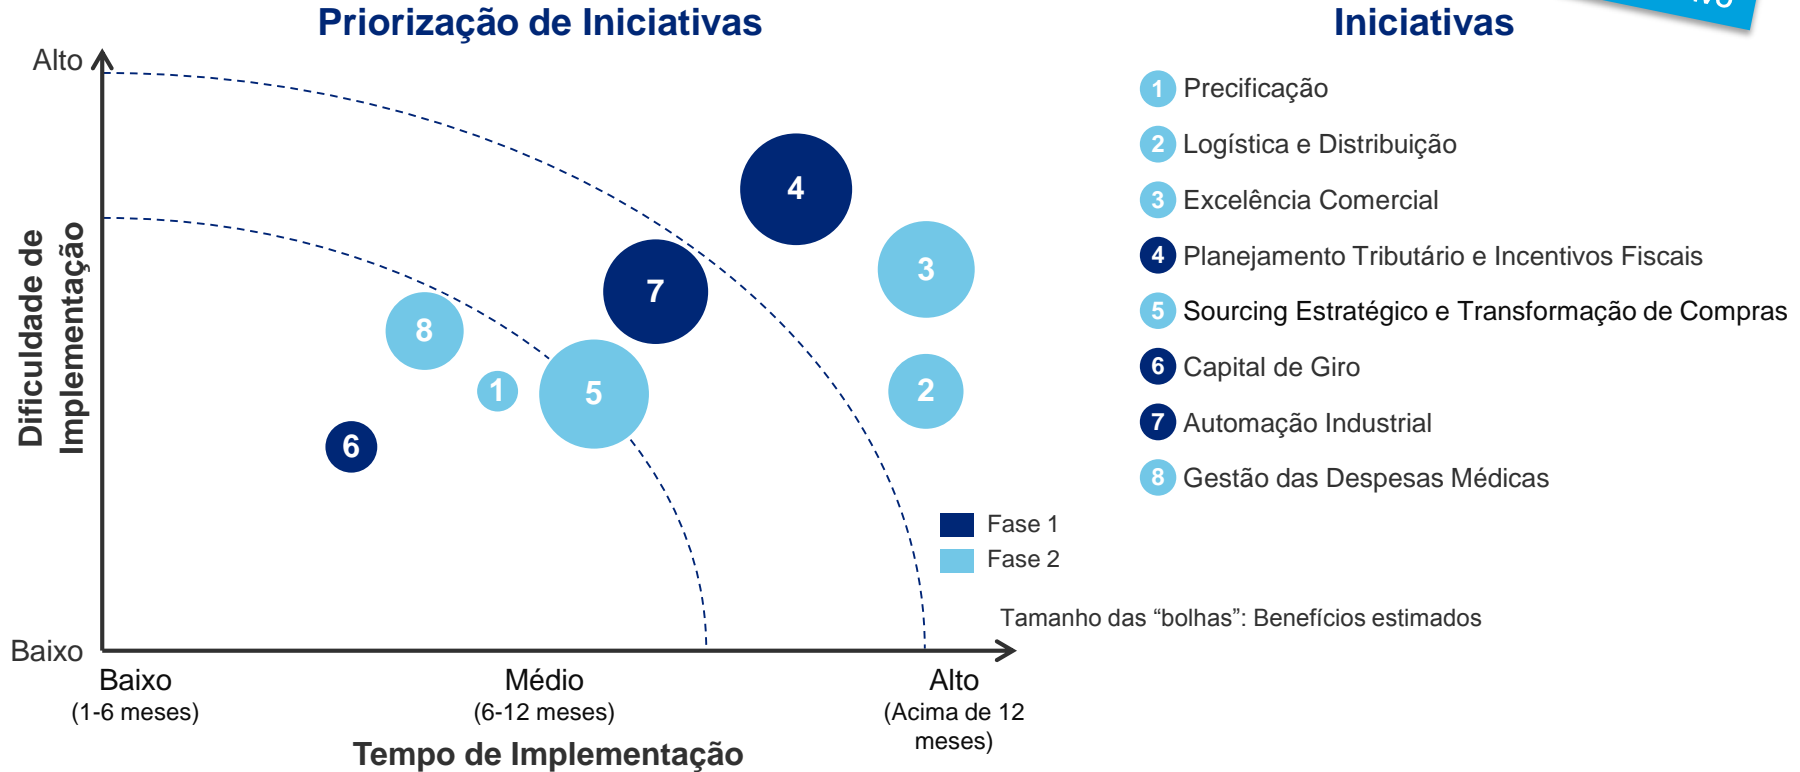 Priorização de Iniciativas
Alto
Dificuldade de
Implementação
4
3
7
8
1
5
2
6
Fase 1
Fase 2
Tamanho das “bolhas”: Benefícios estimados
Baixo
Baixo
(1-6 meses)
Médio
(6-12 meses)
Alto
(Acima de 12
meses)
Tempo de Implementação
Iniciativas
1 Precificação
2 Logística e Distribuição
3 Excelência Comercial
4 Planejamento Tributário e Incentivos Fiscais
5 Sourcing Estratégico e Transformação de Compras
6 Capital de Giro
7 Automação Industrial
8 Gestão das Despesas Médicas